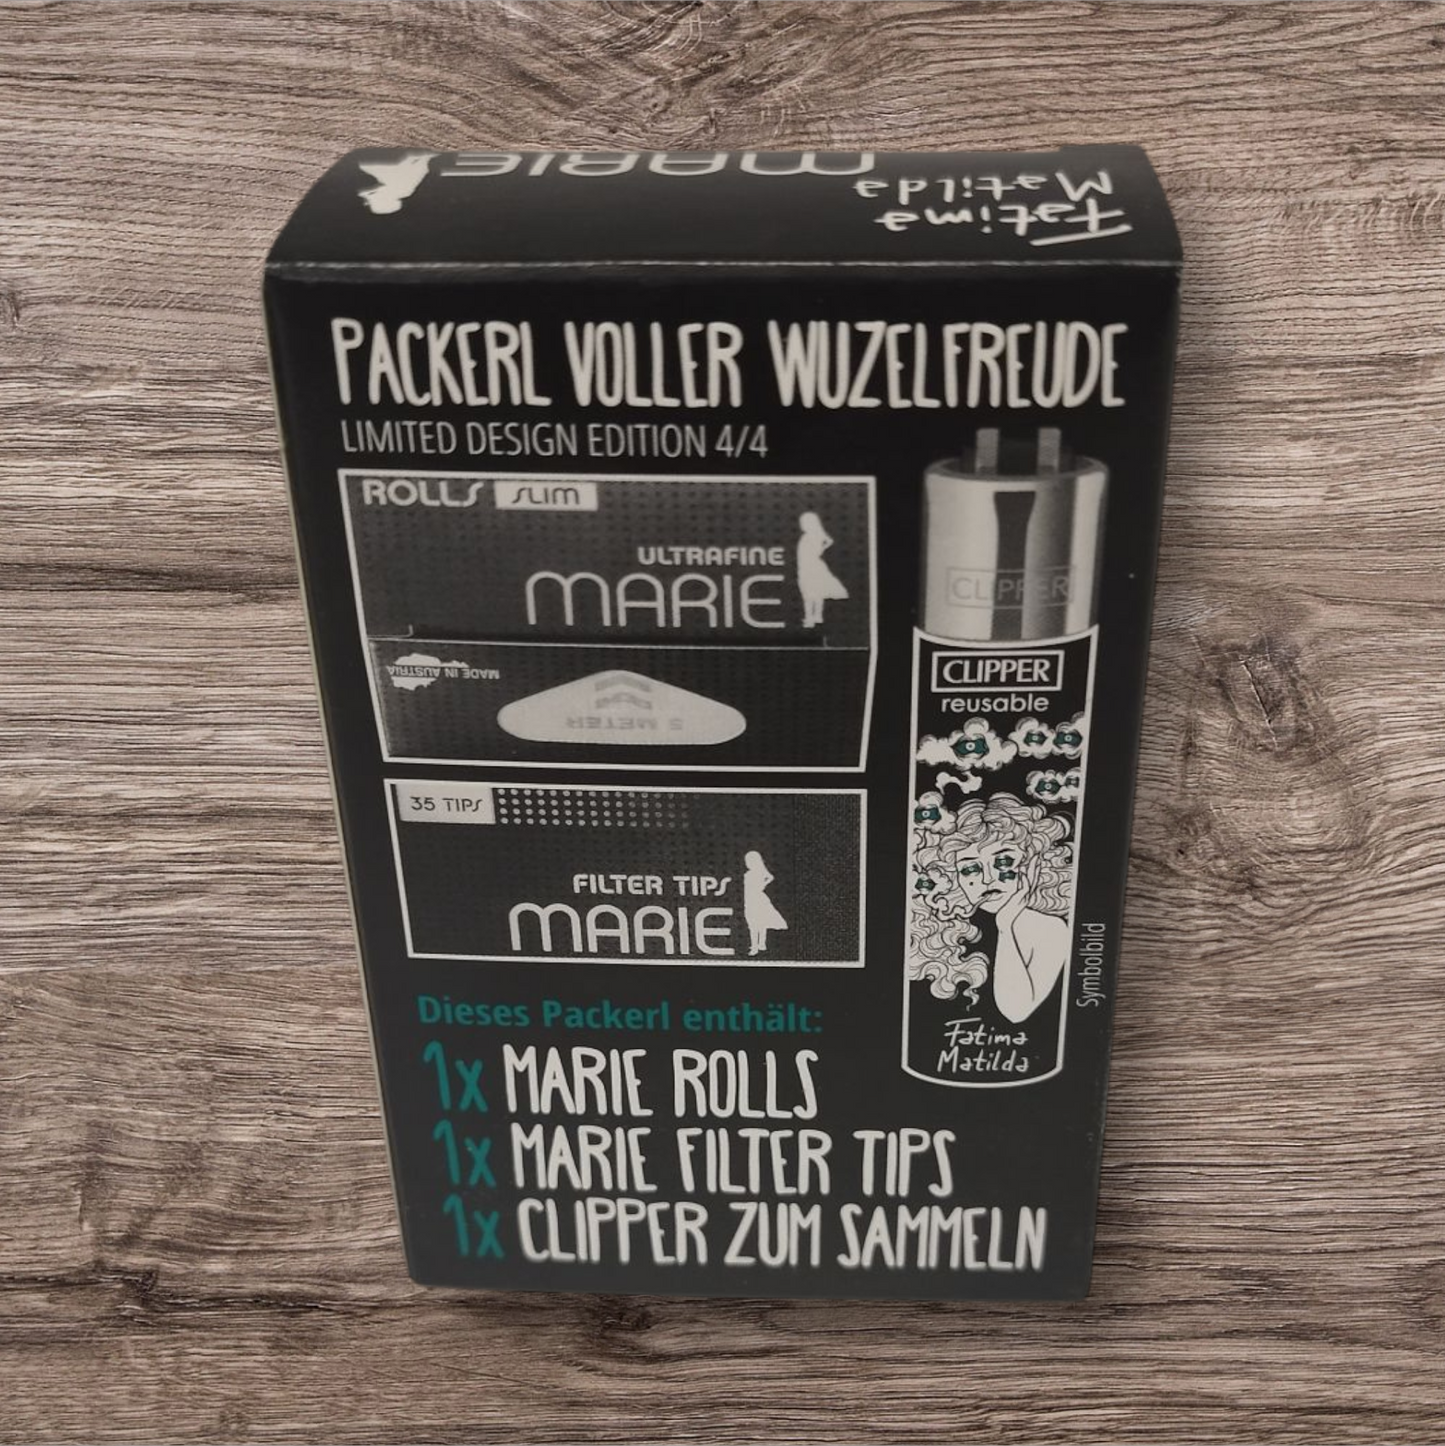 MARIE
Fatima
Matilda
PACKERL VOLLER WUZELFREUDE
LIMITED DESIGN EDITION 4/4
ROLLS SLIM
ULTRAFINE
MARIE
MADE IN AUSTRIA
5 METER
CLIPPER
CLIPPER
reusable
35 TIPS
FILTER TIPS
MARIE
Fatima
Matilda
Symbolbild
Dieses Packerl enthält:
1x MARIE ROLLS
1x MARIE FILTER TIPS
1x CLIPPER ZUM SAMMELN